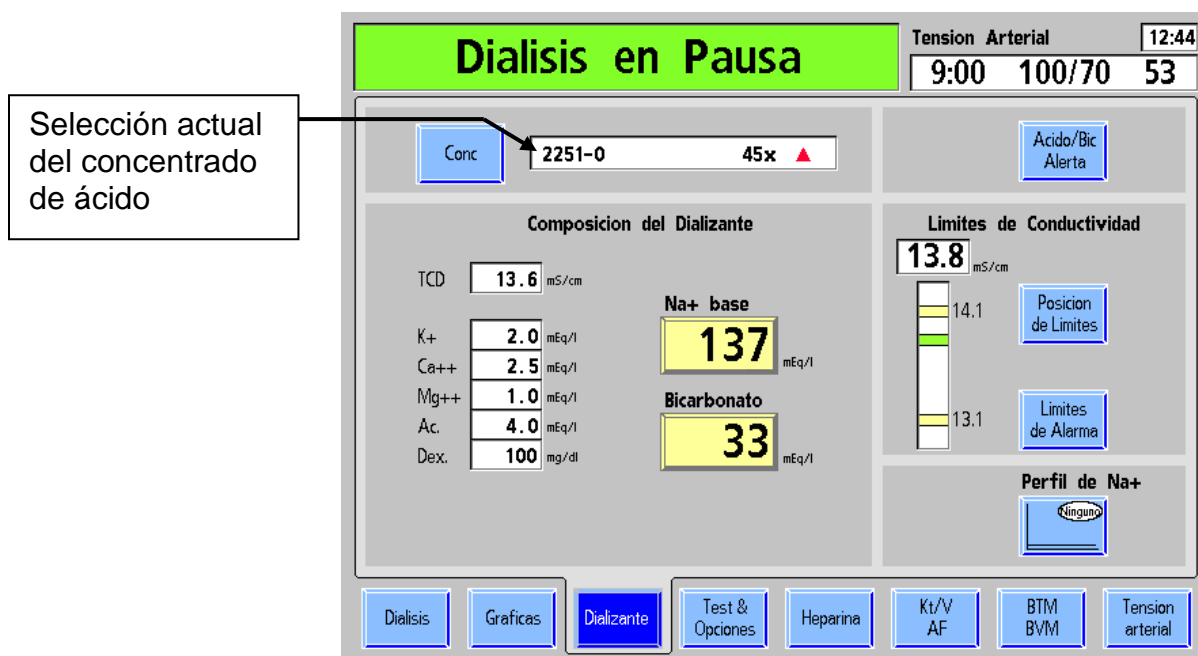 Selección actual
del concentrado
de ácido
Dialisis en Pausa
Tension Arterial 12:44
9:00 100/70 53
Conc 2251-0 45x
Acido/Bic
Alerta
Composicion del Dializante
TCD 13.6 mS/cm
K+ 2.0 mEq/l
Ca++ 2.5 mEq/l
Mg++ 1.0 mEq/l
Ac. 4.0 mEq/l
Dex. 100 mg/dl
Na+ base
137 mEq/l
Bicarbonato
33 mEq/l
Limites de Conductividad
13.8 mS/cm
14.1
13.1
Posicion
de Limites
Limites
de Alarma
Perfil de Na+
Ninguno
Dialisis
Graficas
Dializante
Test &
Opciones
Heparina
Kt/V
AF
BTM
BVM
Tension
arterial